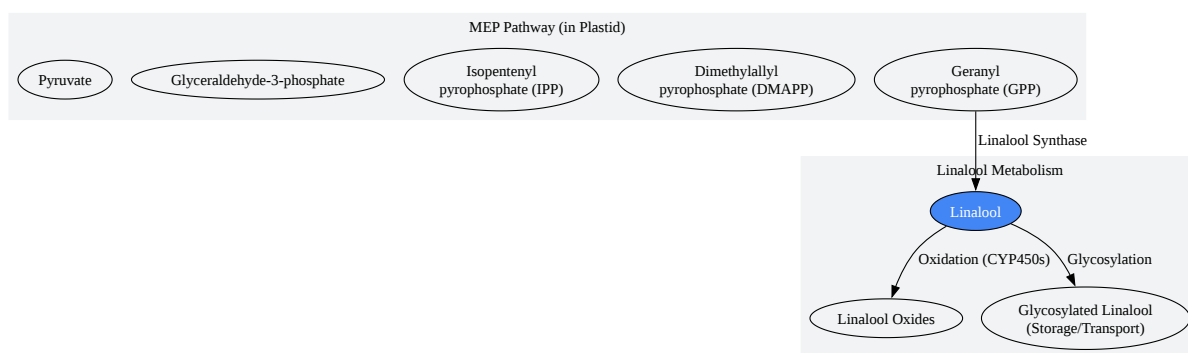 MEP Pathway (in Plastid)
Pyruvate
Glyceraldehyde-3-phosphate
Isopentenyl
pyrophosphate (IPP)
Dimethylallyl
pyrophosphate (DMAPP)
Geranyl
pyrophosphate (GPP)
Linalool Synthase
Linalool Metabolism
Linalool
Oxidation (CYP450s)
Glycosylation
Linalool Oxides
Glycosylated Linalool
(Storage/Transport)